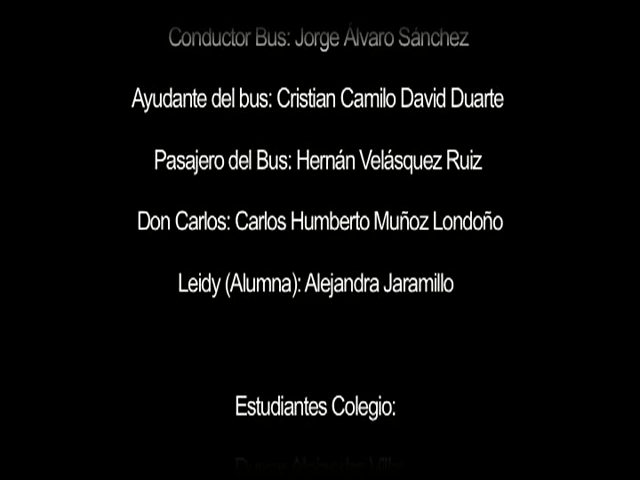 Conductor Bus: Jorge Álvaro Sánchez
Ayudante del bus: Cristian Camilo David Duarte
Pasajero del Bus: Hernán Velásquez Ruiz
Don Carlos: Carlos Humberto Muñoz Londoño
Leidy (Alumna): Alejandra Jaramillo
Estudiantes Colegio: